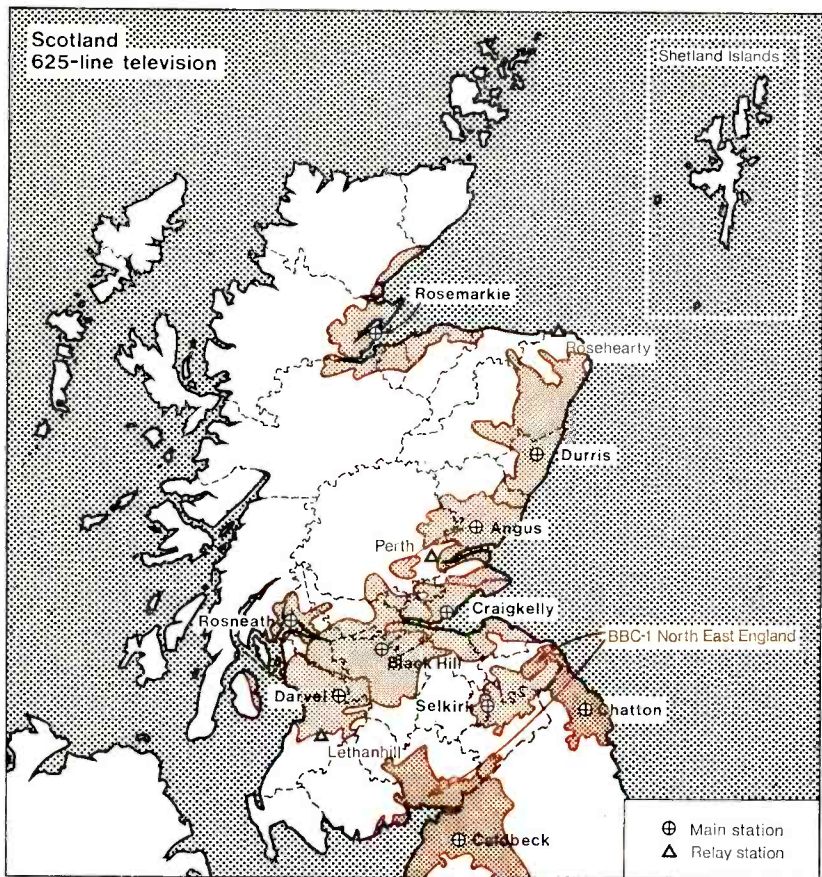 Scotland
625-line television
Shetland Islands
Rosemarkie
Rosehearty
Durris
Angus
Perth
Craigkelly
Rosneath
BBC-1 North East England
Black Hill
Darvel
Selkirk
Chatton
Lethanhill
Caldbeck
Main station
Relay station